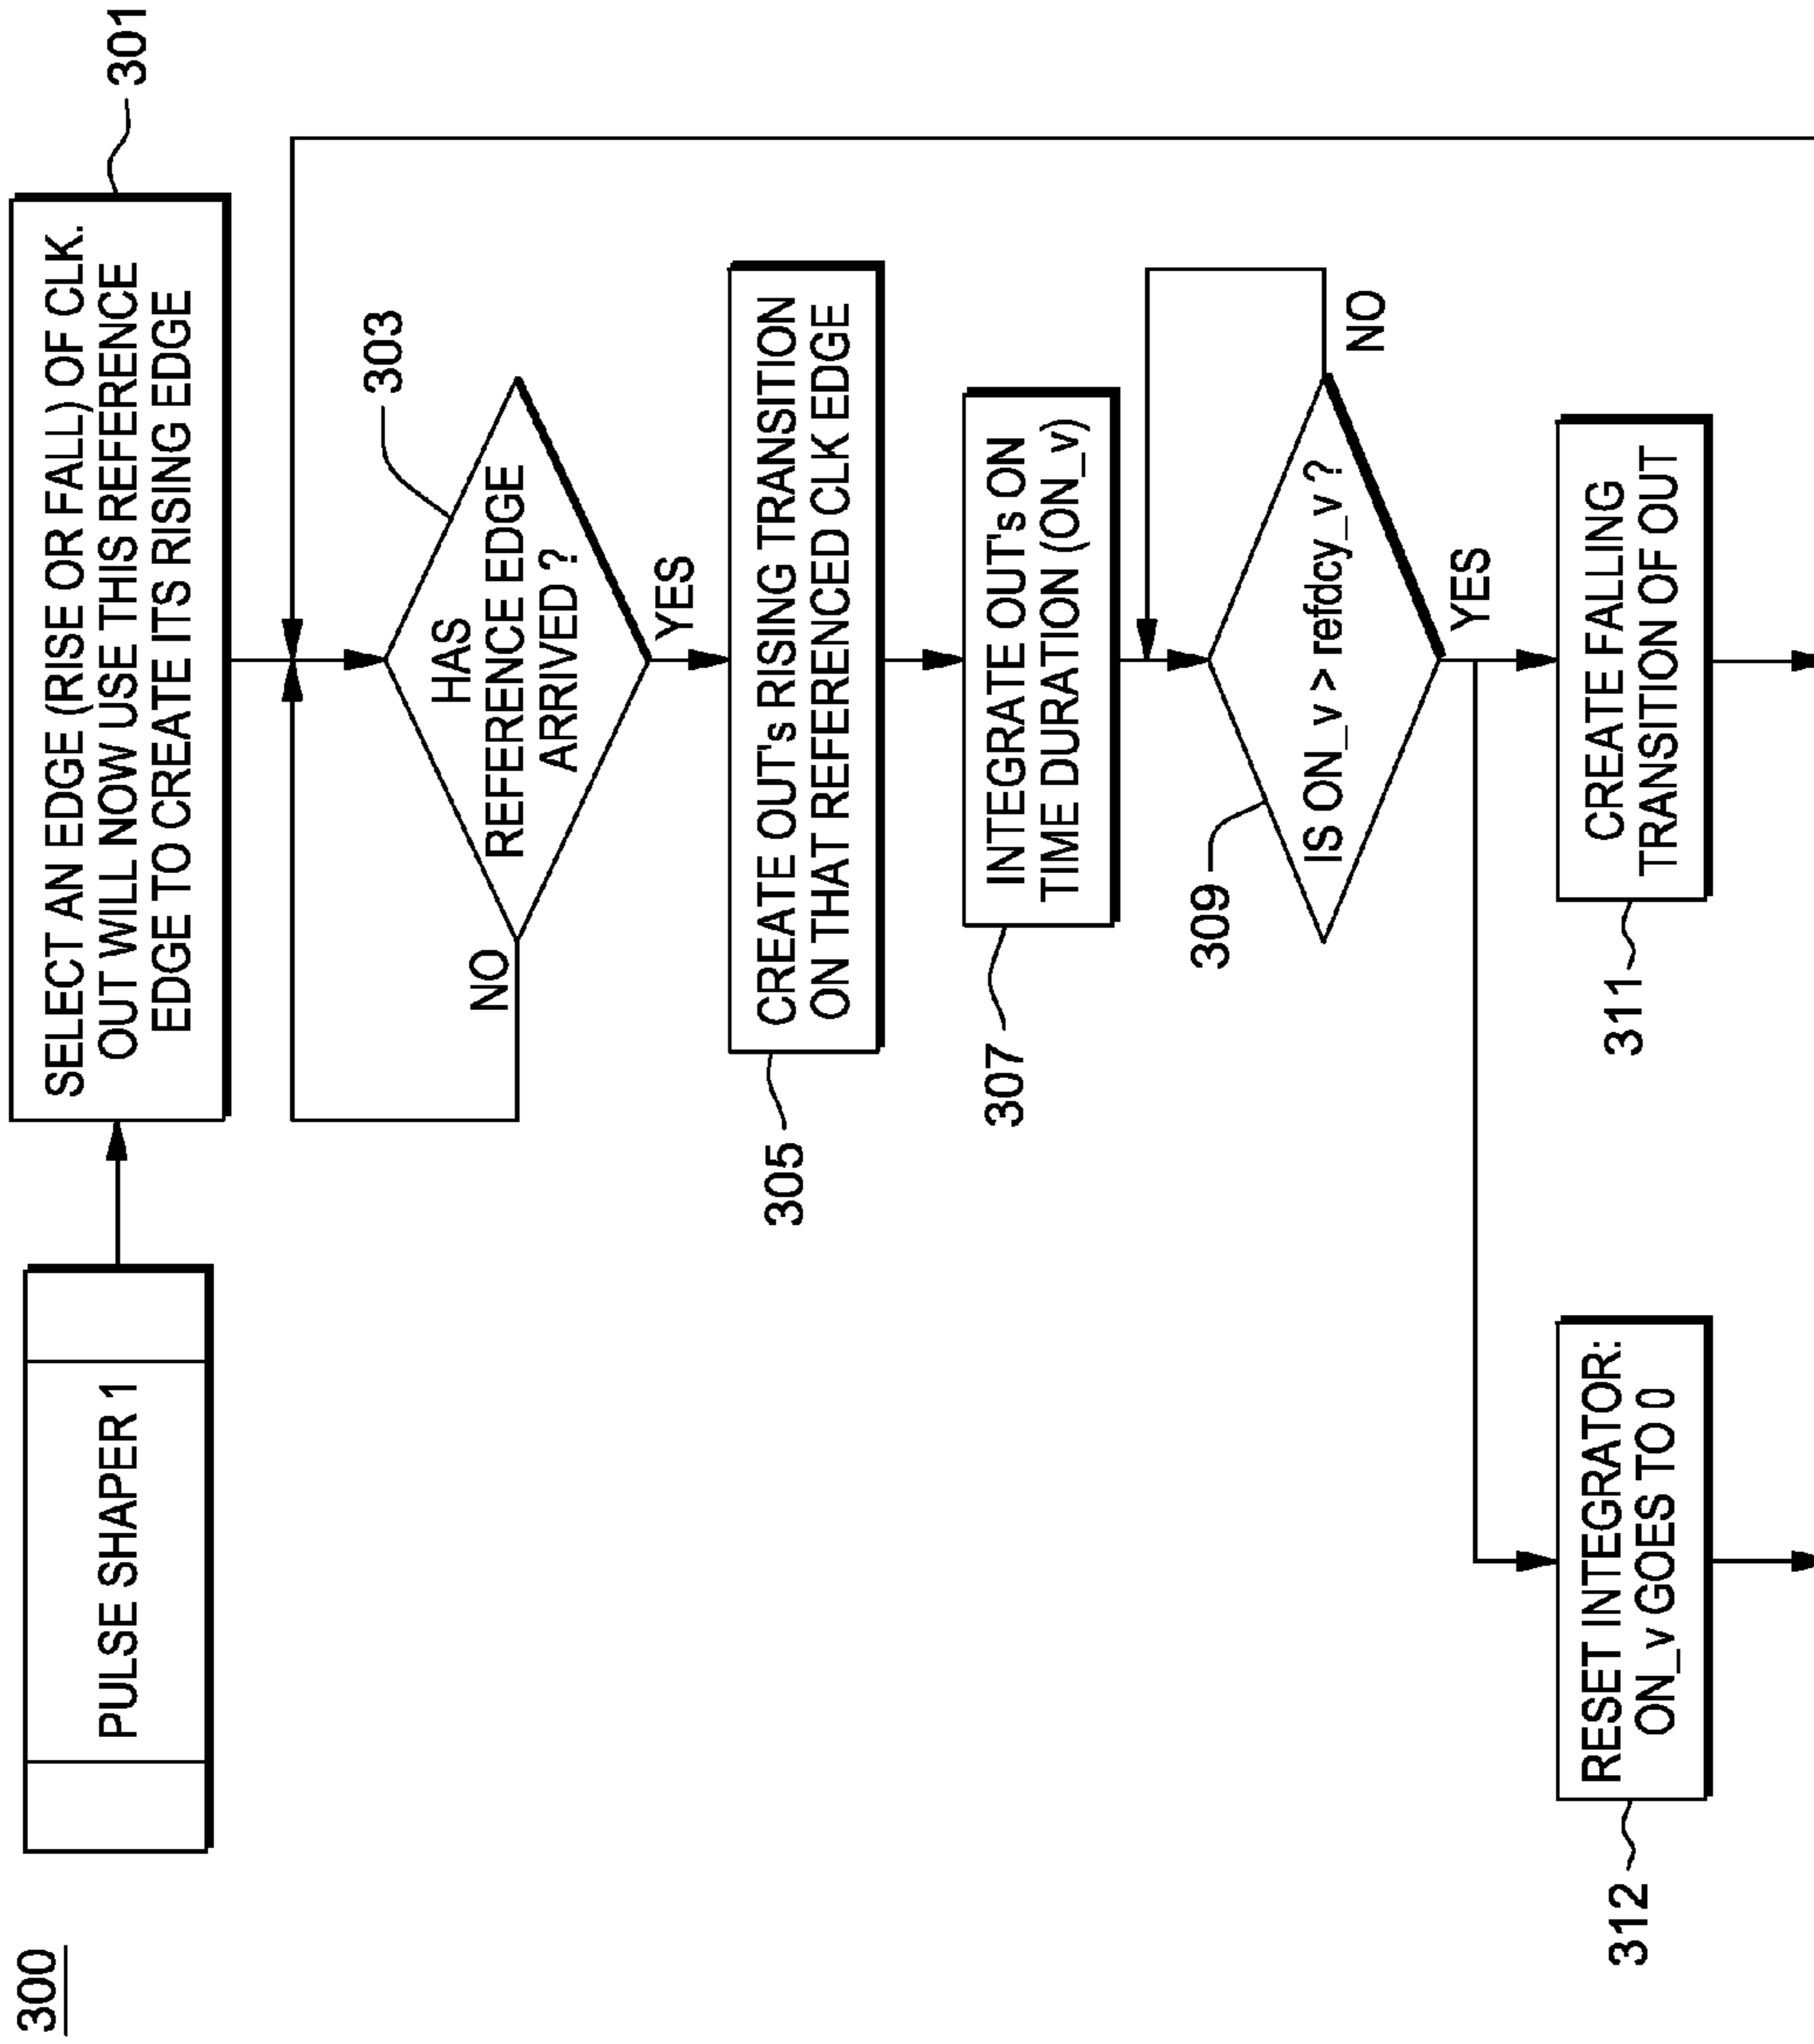 300
PULSE SHAPER 1
SELECT AN EDGE (RISE OR FALL) OF CLK.
OUT WILL NOW USE THIS REFERENCE
EDGE TO CREATE ITS RISING EDGE
301
HAS
REFERENCE EDGE
ARRIVED ?
303
NO
YES
CREATE OUT's RISING TRANSITION
ON THAT REFERENCED CLK EDGE
305
INTEGRATE OUT's ON
TIME DURATION (ON_v)
307
IS ON_v > refdcy_v ?
309
NO
YES
RESET INTEGRATOR:
ON_v GOES TO 0
312
CREATE FALLING
TRANSITION OF OUT
311